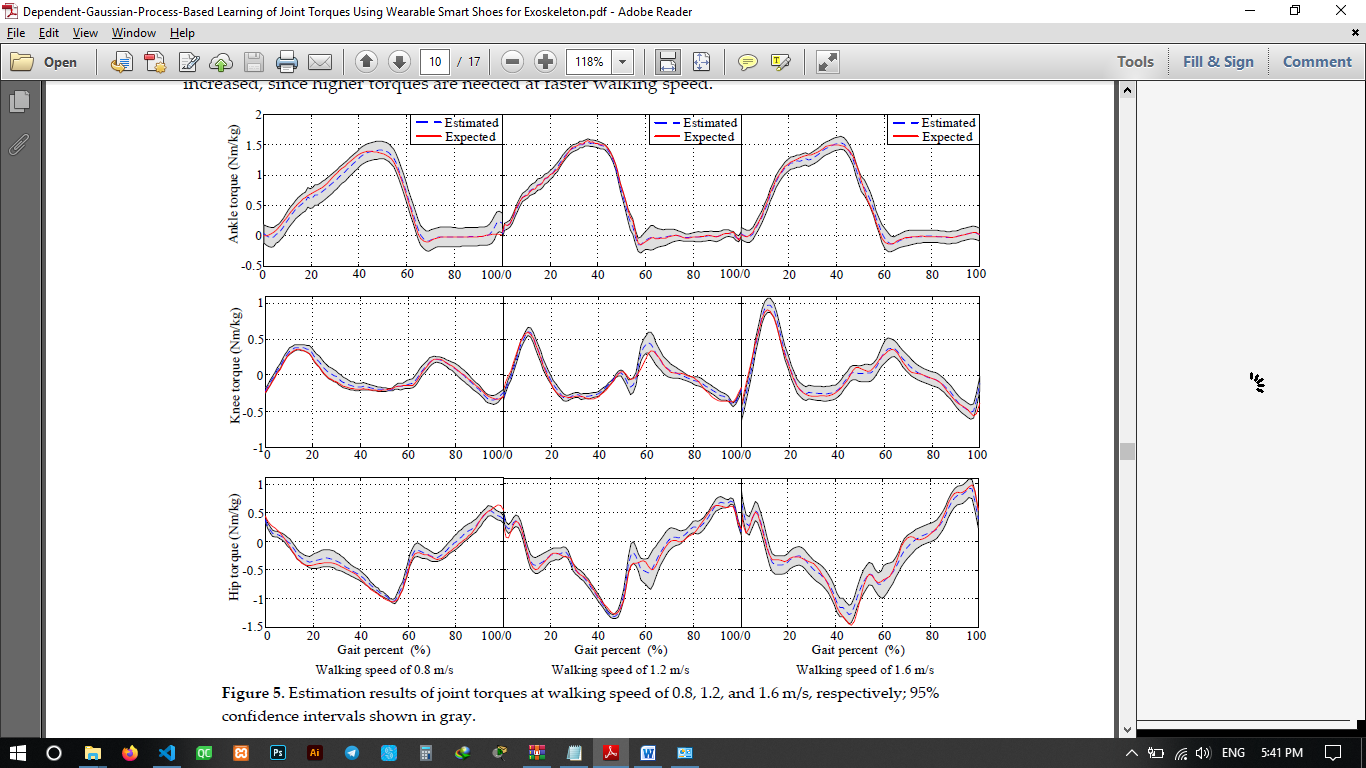 Dependent-Gaussian-Process-Based Learning of Joint Torques Using Wearable Smart Shoes for Exoskeleton.pdf - Adobe Reader
File Edit View Window Help
Open 10 / 17 118% Tools Fill & Sign Comment
increased, since higher torques are needed at faster walking speed.
Estimated Estimated Estimated
Expected Expected Expected
Ankle torque (Nm/kg)
2
1.5
1
0.5
0
-0.5
0 20 40 60 80 100/0 20 40 60 80 100/0 20 40 60 80 100
Knee torque (Nm/kg)
1
0.5
0
-0.5
-1
0 20 40 60 80 100/0 20 40 60 80 100/0 20 40 60 80 100
Hip torque (Nm/kg)
1
0.5
0
-0.5
-1
-1.5
0 20 40 60 80 100/0 20 40 60 80 100/0 20 40 60 80 100
Gait percent (%) Gait percent (%) Gait percent (%)
Walking speed of 0.8 m/s Walking speed of 1.2 m/s Walking speed of 1.6 m/s
Figure 5. Estimation results of joint torques at walking speed of 0.8, 1.2, and 1.6 m/s, respectively; 95%
confidence intervals shown in gray.
QC Ps Ai W ENG 5:41 PM